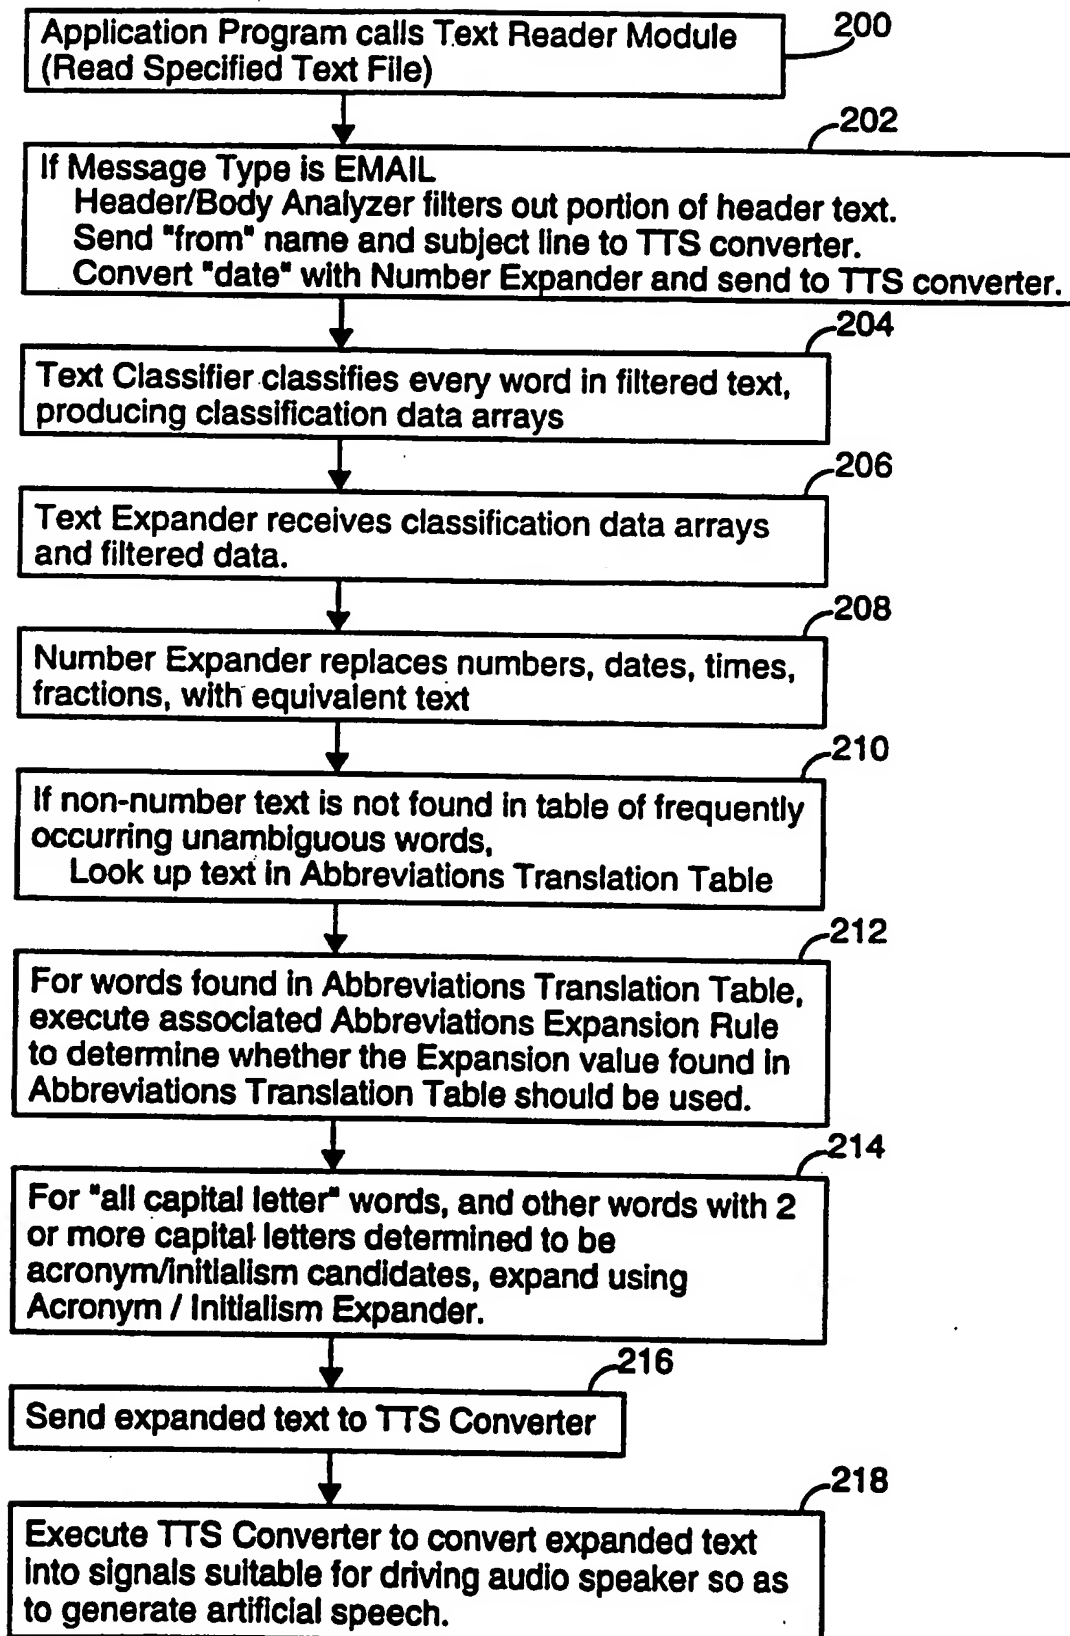 Application Program calls Text Reader Module
(Read Specified Text File)
200
202
If Message Type is EMAIL
Header/Body Analyzer filters out portion of header text.
Send "from" name and subject line to TTS converter.
Convert "date" with Number Expander and send to TTS converter.
204
Text Classifier classifies every word in filtered text,
producing classification data arrays
206
Text Expander receives classification data arrays
and filtered data.
208
Number Expander replaces numbers, dates, times,
fractions, with equivalent text
210
If non-number text is not found in table of frequently
occurring unambiguous words,
Look up text in Abbreviations Translation Table
212
For words found in Abbreviations Translation Table,
execute associated Abbreviations Expansion Rule
to determine whether the Expansion value found in
Abbreviations Translation Table should be used.
214
For "all capital letter" words, and other words with 2
or more capital letters determined to be
acronym/initialism candidates, expand using
Acronym / Initialism Expander.
216
Send expanded text to TTS Converter
218
Execute TTS Converter to convert expanded text
into signals suitable for driving audio speaker so as
to generate artificial speech.